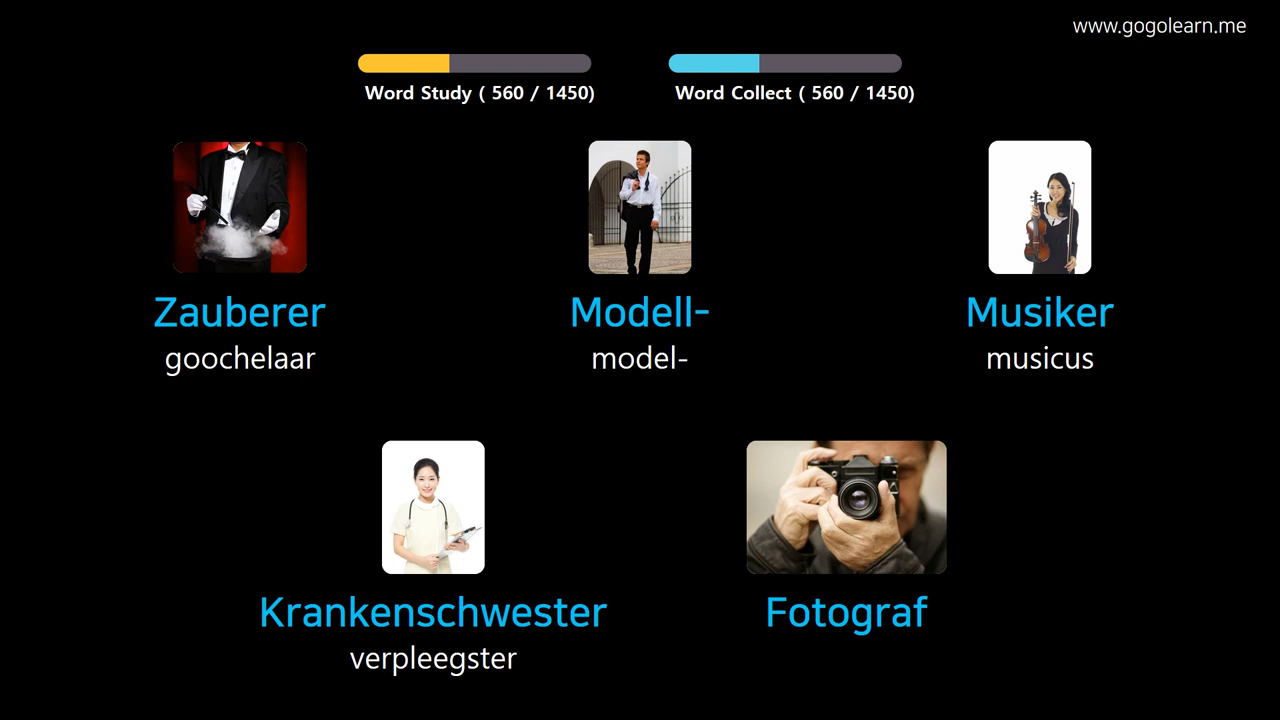 www.gogolearn.me
Word Study ( 560 / 1450)
Word Collect ( 560 / 1450)
Zauberer
goochelaar
Modell-
model-
Musiker
musicus
Krankenschwester
verpleegster
Fotograf